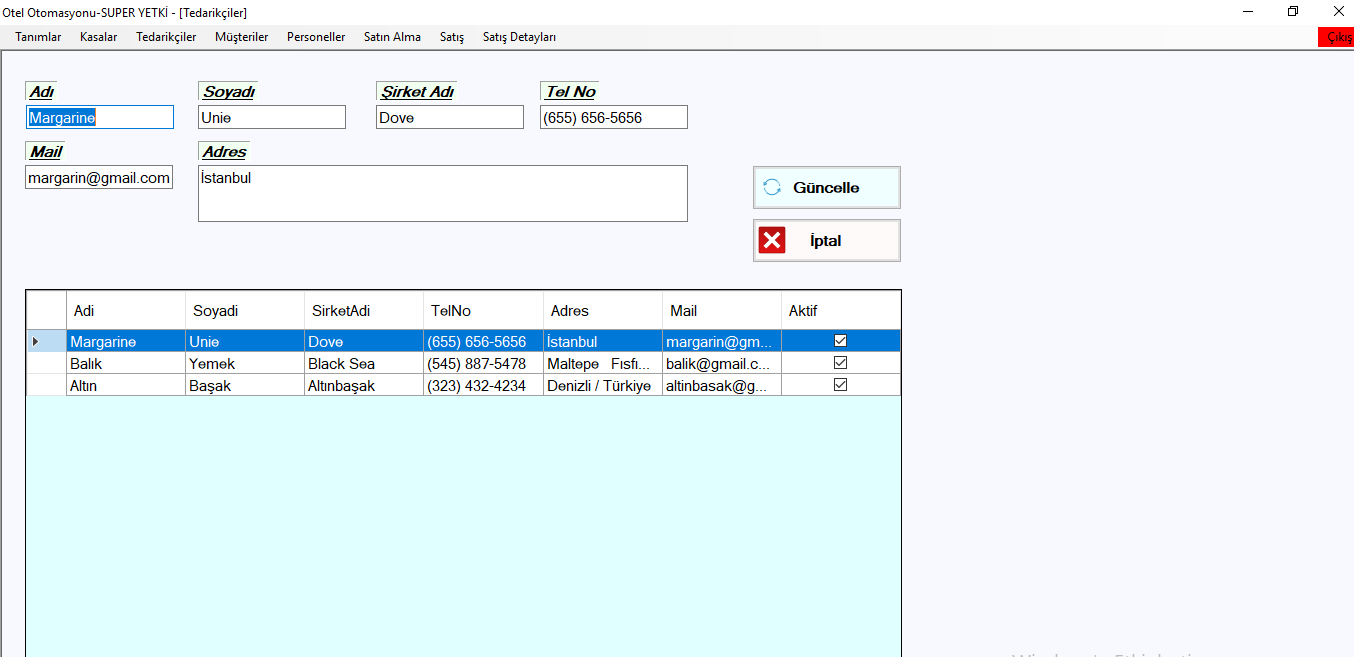 Otel Otomasyonu-SUPER YETKİ - [Tedarikçiler]
Tanımlar Kasalar Tedarikçiler Müşteriler Personeller Satın Alma Satış Satış Detayları Çıkış
Adı Soyadı Şirket Adı Tel No
Margarine Unie Dove (655) 656-5656
Mail Adres
margarin@gmail.com İstanbul
Güncelle
İptal
Adi Soyadi SirketAdi TelNo Adres Mail Aktif
Margarine Unie Dove (655) 656-5656 İstanbul margarin@gm...
Balık Yemek Black Sea (545) 887-5478 Maltepe Fısfı... balik@gmail.c...
Altın Başak Altınbaşak (323) 432-4234 Denizli / Türkiye altinbasak@g...